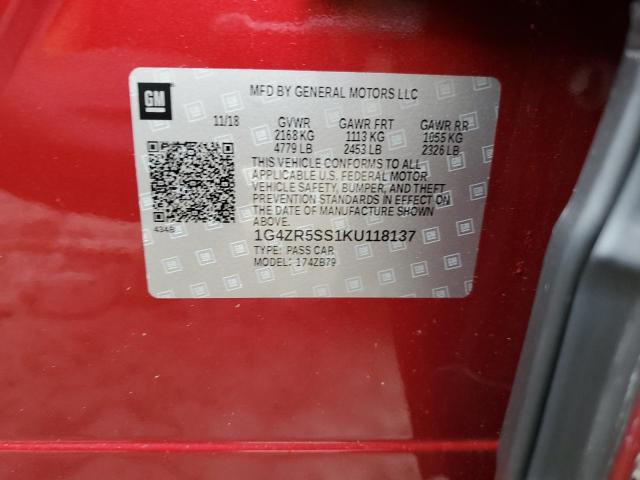 GM
MFD BY GENERAL MOTORS LLC
11/18 GVWR GAWR FRT GAWR RR
2168 KG 1113 KG 1055 KG
4779 LB 2453 LB 2326 LB
THIS VEHICLE CONFORMS TO ALL
APPLICABLE U.S. FEDERAL MOTOR
VEHICLE SAFETY, BUMPER, AND THEFT
PREVENTION STANDARDS IN EFFECT ON
THE DATE OF MANUFACTURE SHOWN
ABOVE.
434B
1G4ZR5SS1KU118137
TYPE: PASS CAR
MODEL: 174ZB79